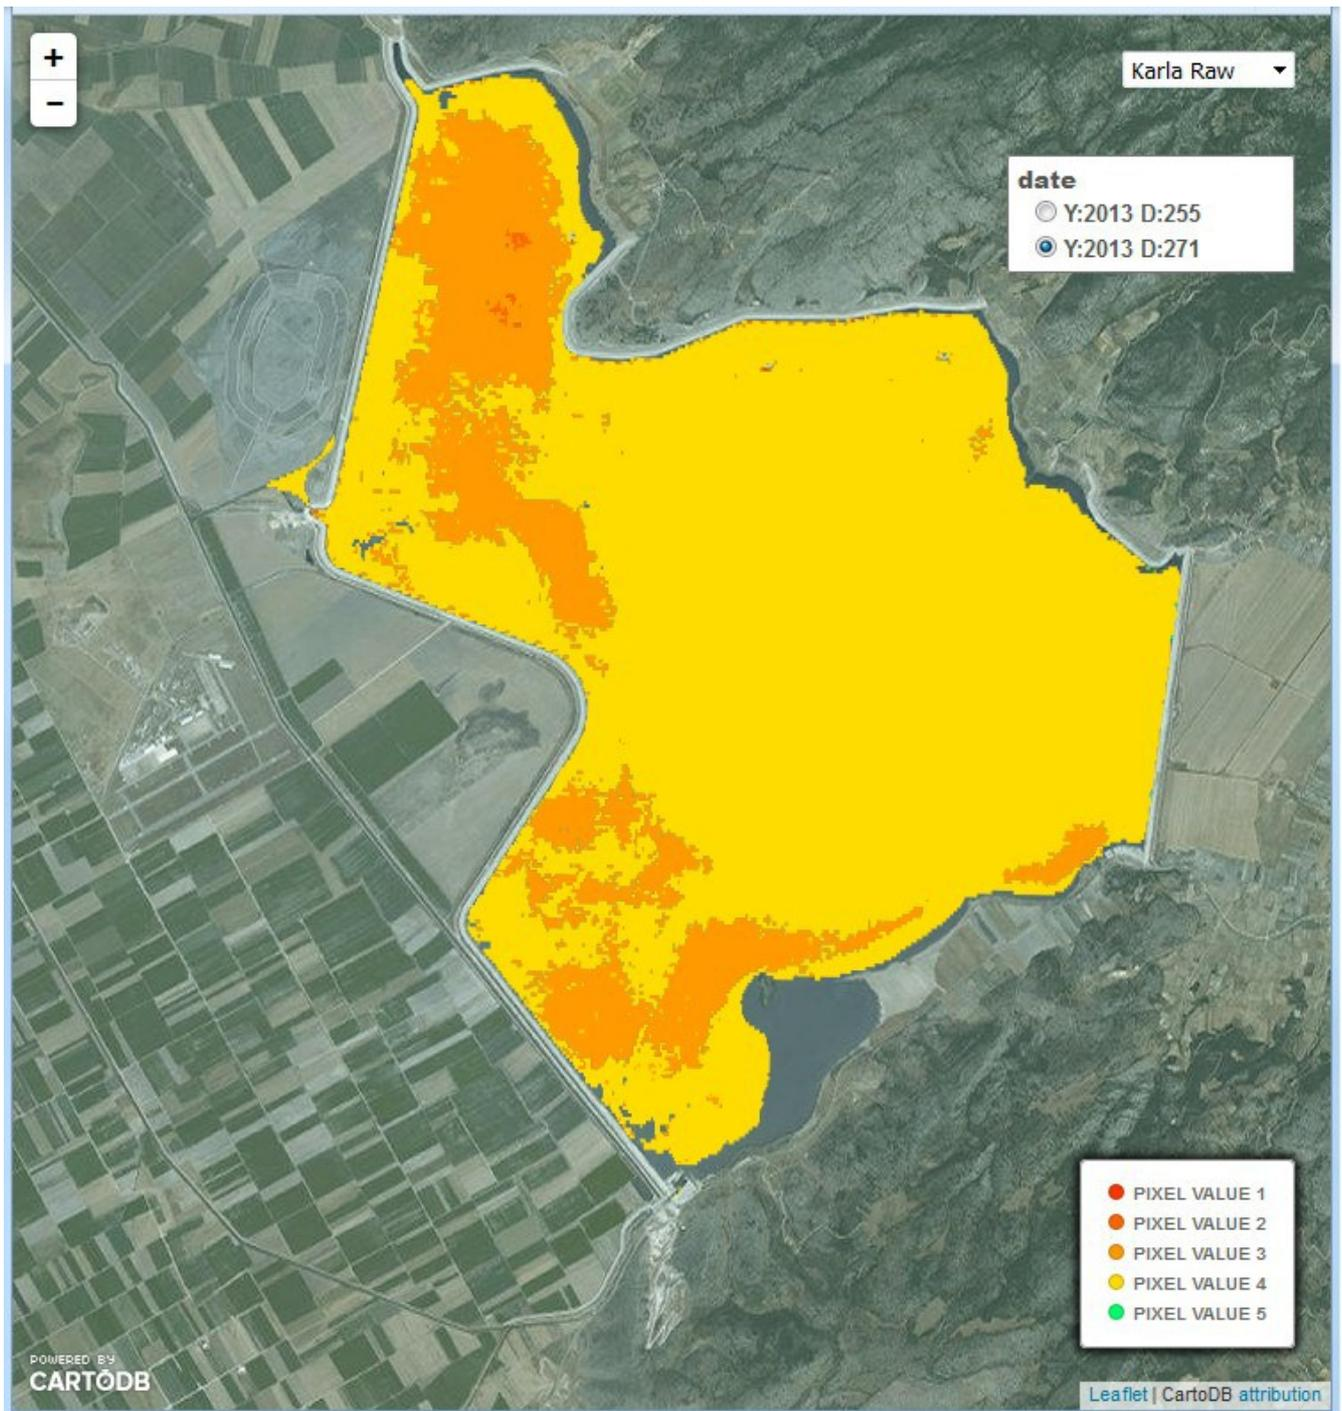 +
−
Karla Raw
date
Y:2013 D:255
Y:2013 D:271
PIXEL VALUE 1
PIXEL VALUE 2
PIXEL VALUE 3
PIXEL VALUE 4
PIXEL VALUE 5
POWERED BY
CARTODB
Leaflet | CartoDB attribution